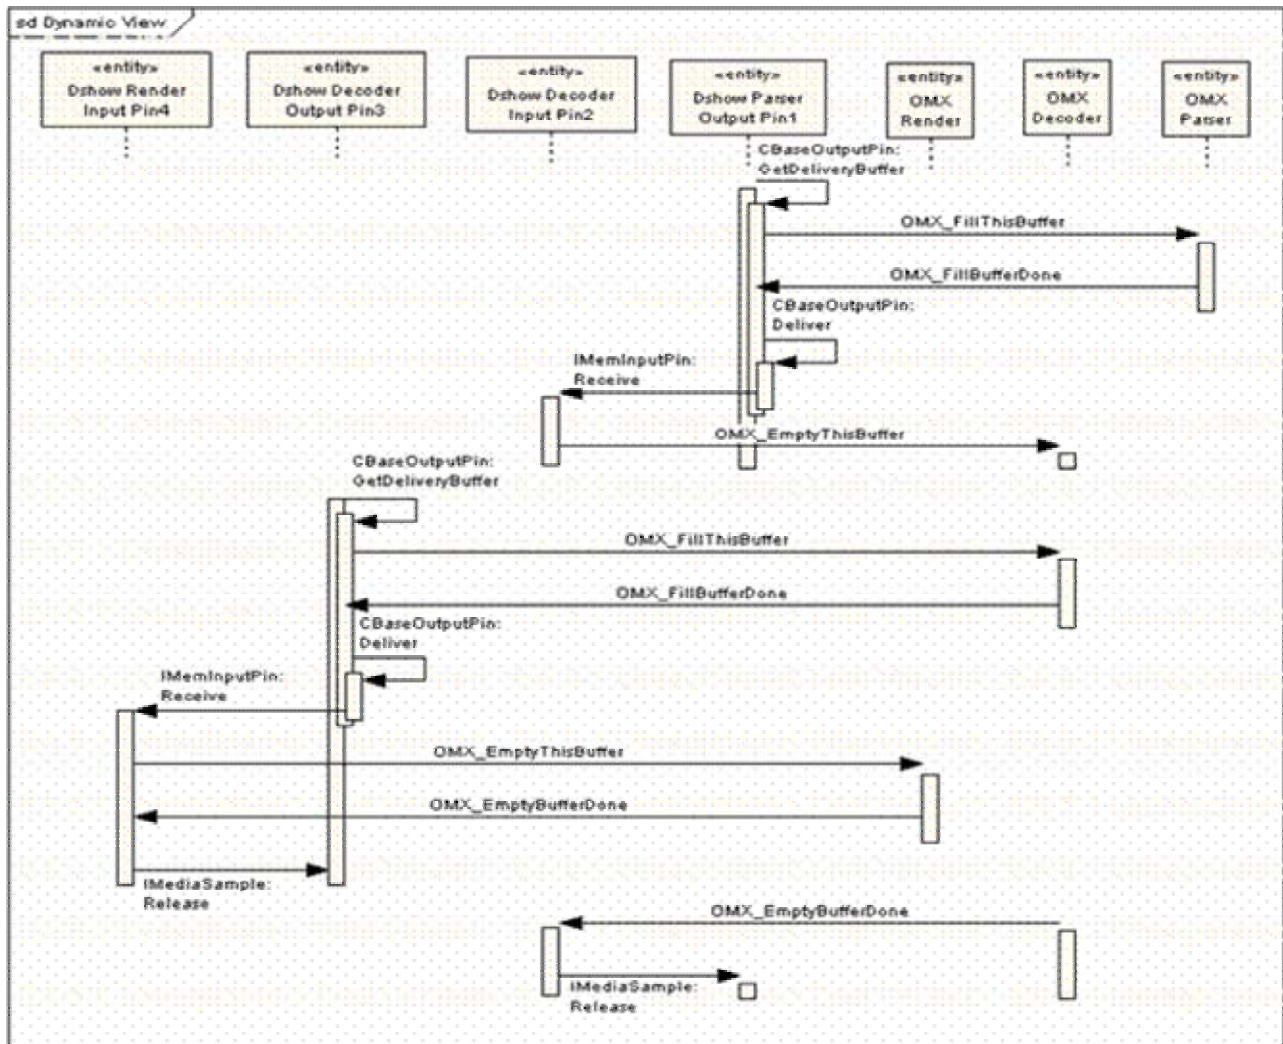 sd Dynamic View
«entity»
Dshow Render
Input Pin4
«entity»
Dshow Decoder
Output Pin3
«entity»
Dshow Decoder
Input Pin2
«entity»
Dshow Parser
Output Pin1
«entity»
OMX
Render
«entity»
OMX
Decoder
«entity»
OMX
Parser
CBaseOutputPin:
GetDeliveryBuffer
OMX_FillThisBuffer
OMX_FillBufferDone
CBaseOutputPin:
Deliver
IMemInputPin:
Receive
OMX_EmptyThisBuffer
CBaseOutputPin:
GetDeliveryBuffer
OMX_FillThisBuffer
OMX_FillBufferDone
CBaseOutputPin:
Deliver
IMemInputPin:
Receive
OMX_EmptyThisBuffer
OMX_EmptyBufferDone
IMediaSample:
Release
OMX_EmptyBufferDone
IMediaSample:
Release